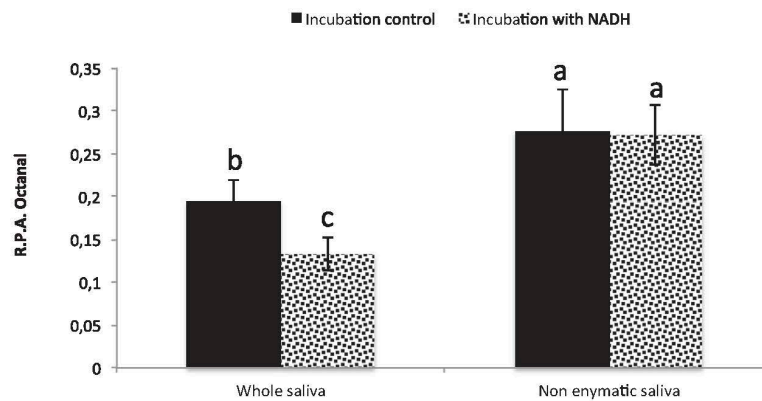 Incubation control Incubation with NADH
0,35
0,3
0,25
0,2
0,15
0,1
0,05
0
R.P.A. Octanal
b
c
a
a
Whole saliva Non enymatic saliva